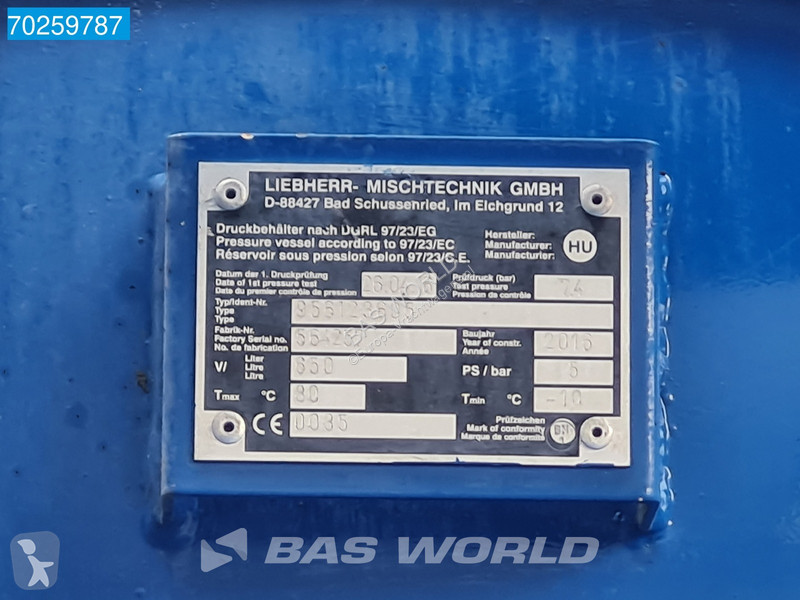 70259787
LIEBHERR- MISCHTECHNIK GMBH
D-88427 Bad Schussenried, Im Elchgrund 12
Druckbehälter nach DGRL 97/23/EG
Pressure vessel according to 97/23/EC
Réservoir sous pression selon 97/23/C.E.
Hersteller:
Manufacturer:
Manufacturier:
HU
Datum der 1. Druckprüfung
Date of 1st pressure test
Date du premier contrôle de pression
Prüfdruck (bar)
Test pressure
Pression de contrôle
Typ/Ident-Nr.
Type
Type
Fabrik-Nr.
Factory Serial no.
No. de fabrication
Baujahr
Year of constr.
Année
2016
V/
Liter
Litre
Litre
650
PS / bar
5
Tmax °C
80
Tmin °C
-10
CE
0035
Prüfzeichen
Mark of conformity
Marque de conformité
BAS WORLD
BAS WORLD